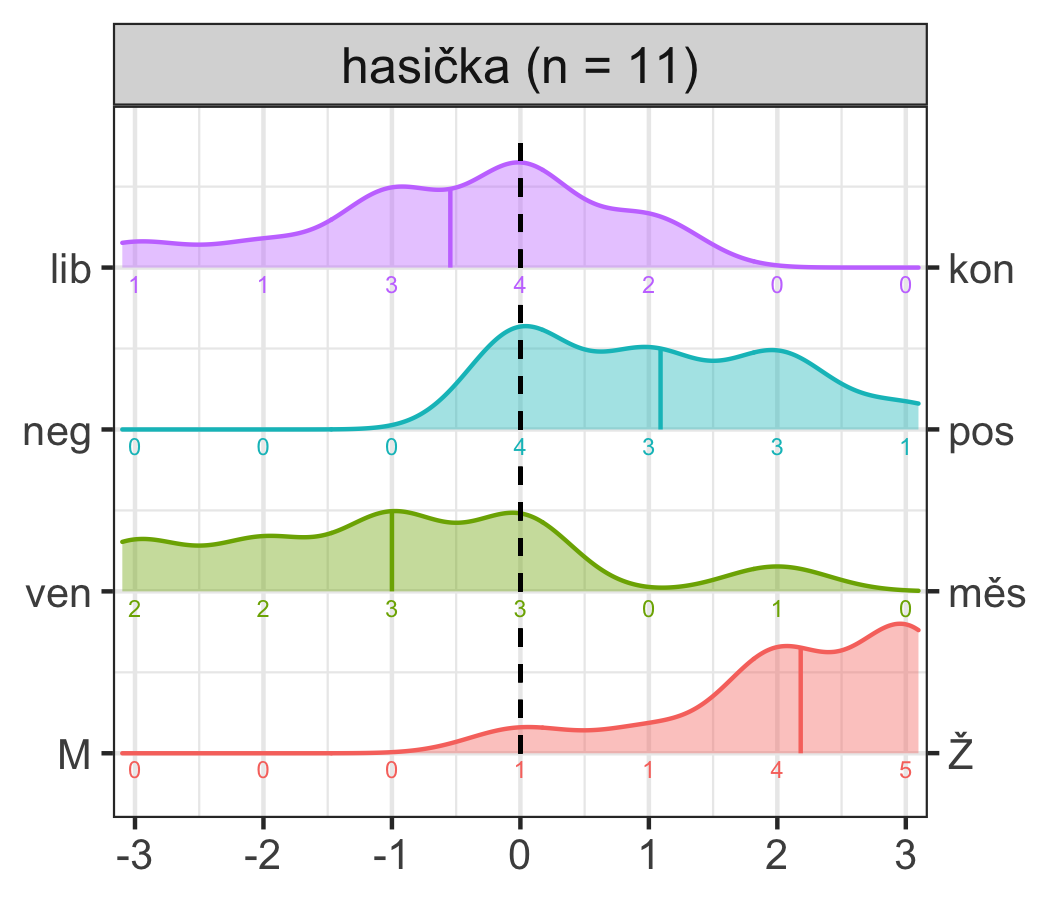 hasička (n = 11)
lib kon
1 1 3 4 2 0 0
neg pos
0 0 0 4 3 3 1
ven měs
2 2 3 3 0 1 0
M Ž
0 0 0 1 1 4 5
-3 -2 -1 0 1 2 3